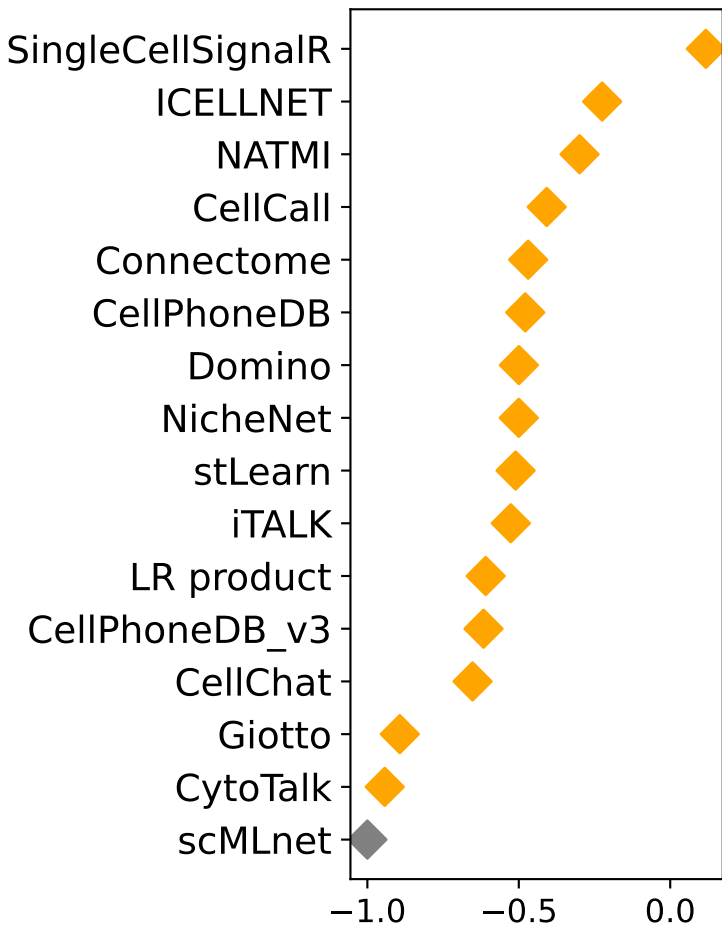 SingleCellSignalR
ICELLNET
NATMI
CellCall
Connectome
CellPhoneDB
Domino
NicheNet
stLearn
iTALK
LR product
CellPhoneDB_v3
CellChat
Giotto
CytoTalk
scMLnet
−1.0 −0.5 0.0